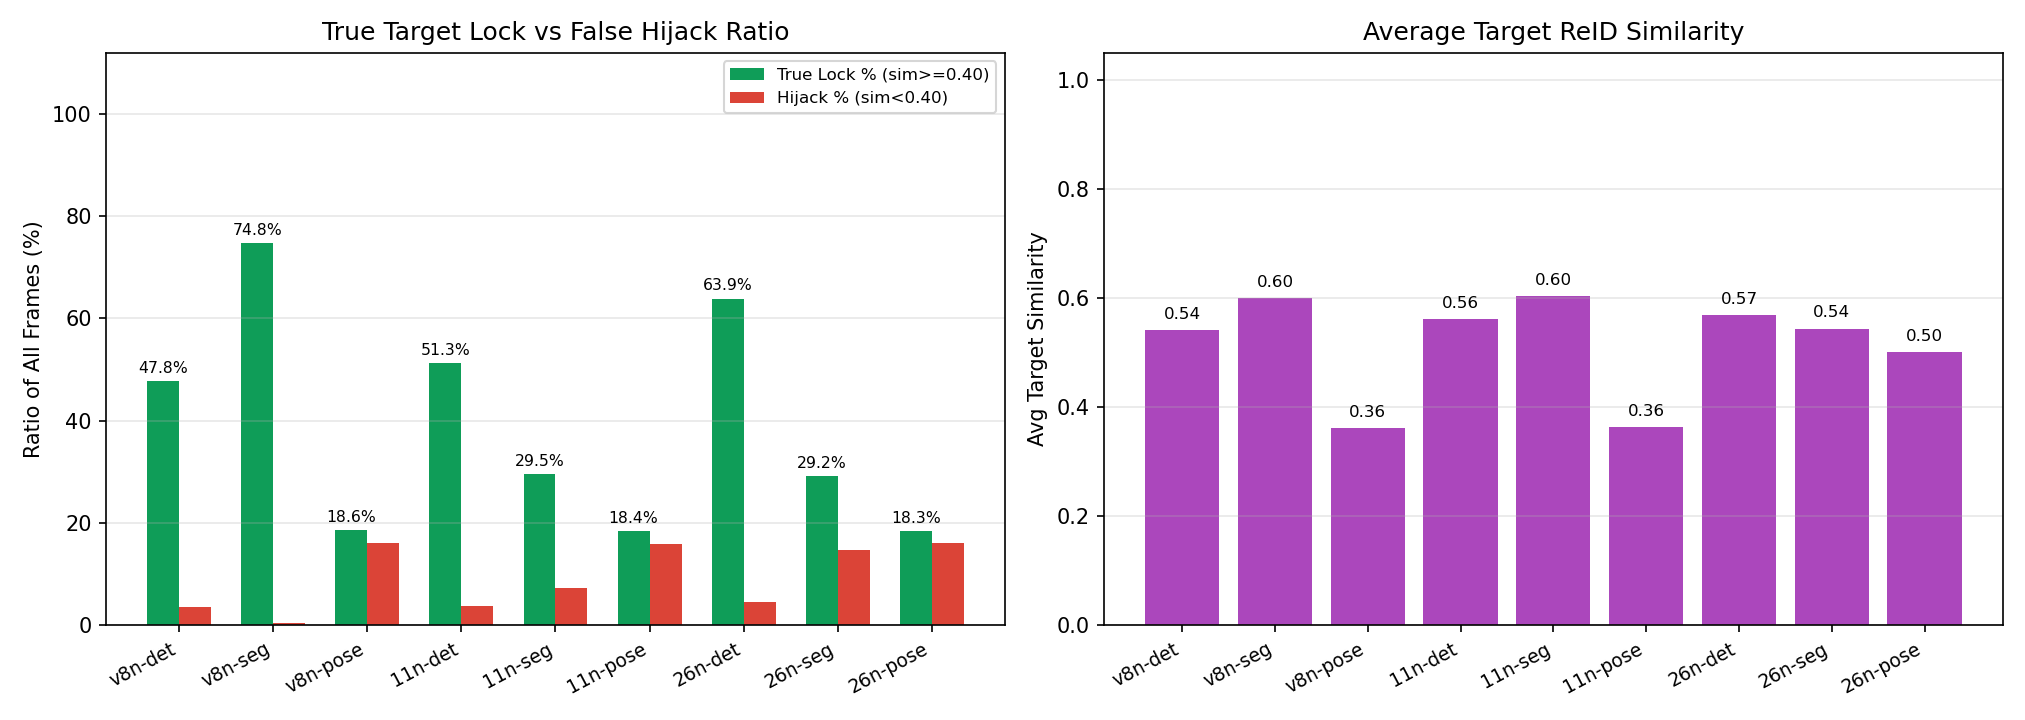 True Target Lock vs False Hijack Ratio
True Lock % (sim>=0.40)
Hijack % (sim<0.40)
Ratio of All Frames (%)
100
80
60
40
20
0
47.8%
74.8%
18.6%
51.3%
29.5%
18.4%
63.9%
29.2%
18.3%
v8n-det
v8n-seg
v8n-pose
11n-det
11n-seg
11n-pose
26n-det
26n-seg
26n-pose
Average Target ReID Similarity
Avg Target Similarity
1.0
0.8
0.6
0.4
0.2
0.0
0.54
0.60
0.36
0.56
0.60
0.36
0.57
0.54
0.50
v8n-det
v8n-seg
v8n-pose
11n-det
11n-seg
11n-pose
26n-det
26n-seg
26n-pose